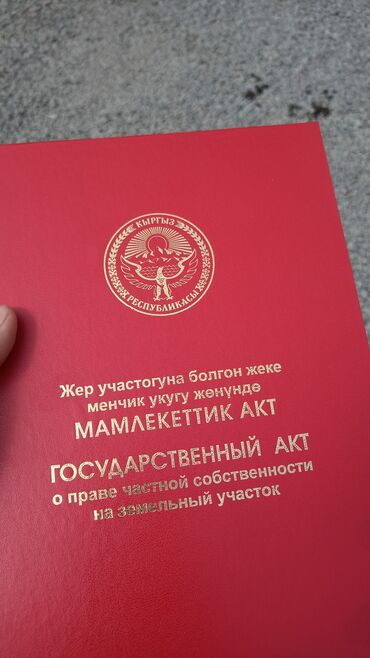 КЫРГЫЗ
РЕСПУБЛИКАСЫ
Жер участогуна болгон жеке
менчик укугу жөнүндө
МАМЛЕКЕТТИК АКТ
ГОСУДАРСТВЕННЫЙ АКТ
о праве частной собственности
на земельный участок